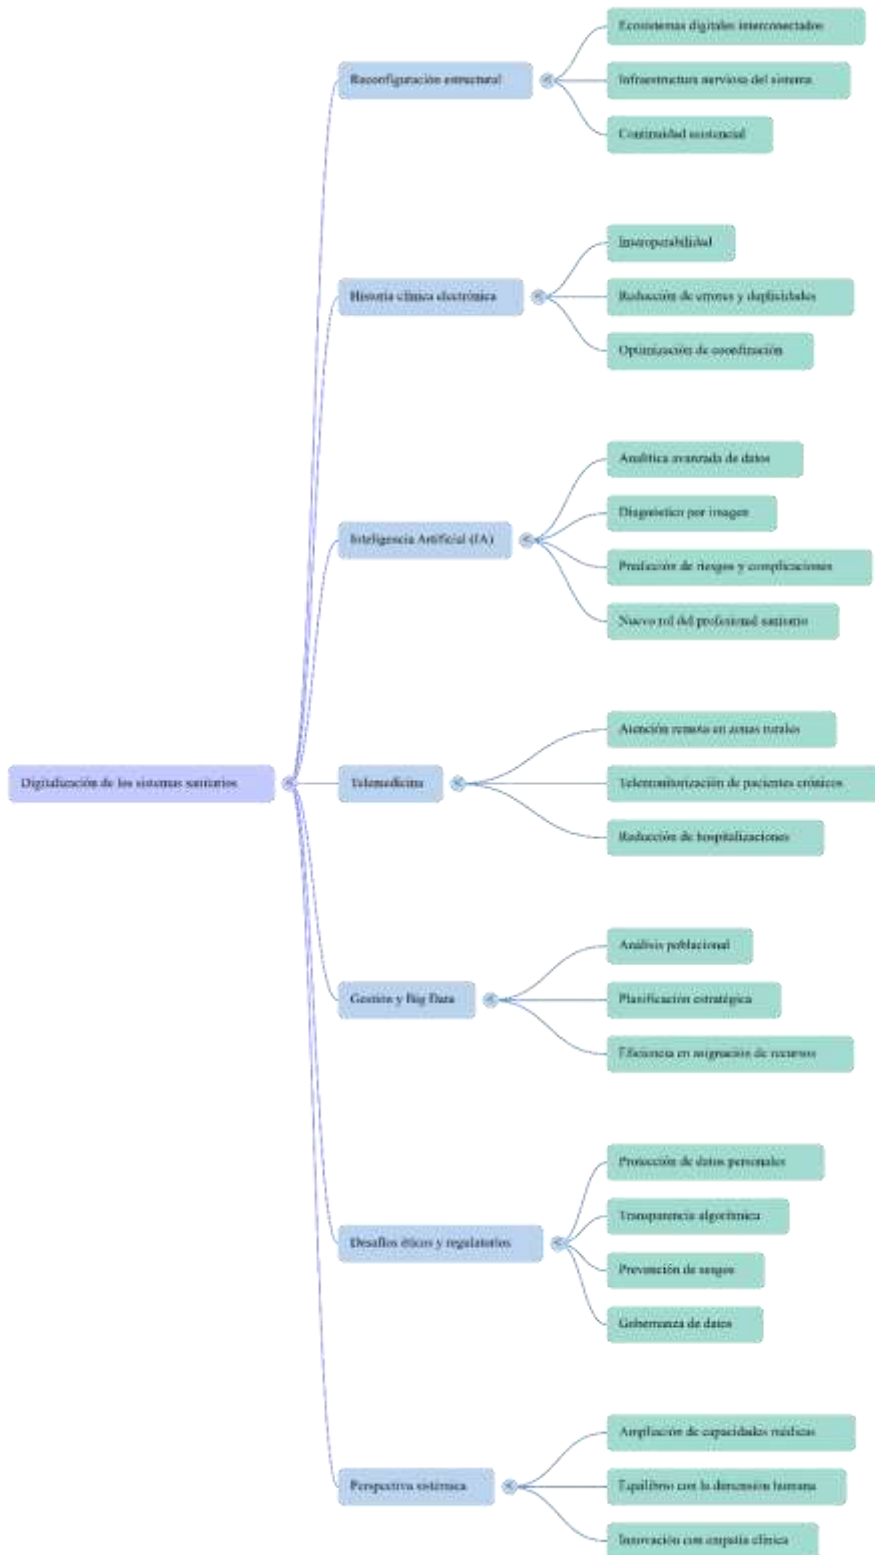 Digitalización de los sistemas sanitarios
Reconfiguración estructural
Ecosistemas digitales interconectados
Infraestructura nerviosa del sistema
Continuidad asistencial
Historia clínica electrónica
Interoperabilidad
Reducción de errores y duplicidades
Optimización de coordinación
Inteligencia Artificial (IA)
Analítica avanzada de datos
Diagnóstico por imagen
Predicción de riesgos y complicaciones
Nuevo rol del profesional sanitario
Telemedicina
Atención remota en zonas rurales
Telemonitorización de pacientes crónicos
Reducción de hospitalizaciones
Gestión y Big Data
Análisis poblacional
Planificación estratégica
Eficiencia en asignación de recursos
Desafíos éticos y regulatorios
Protección de datos personales
Transparencia algorítmica
Prevención de sesgos
Gobernanza de datos
Perspectiva sistémica
Ampliación de capacidades médicas
Equilibrio con la dimensión humana
Innovación con empatía clínica